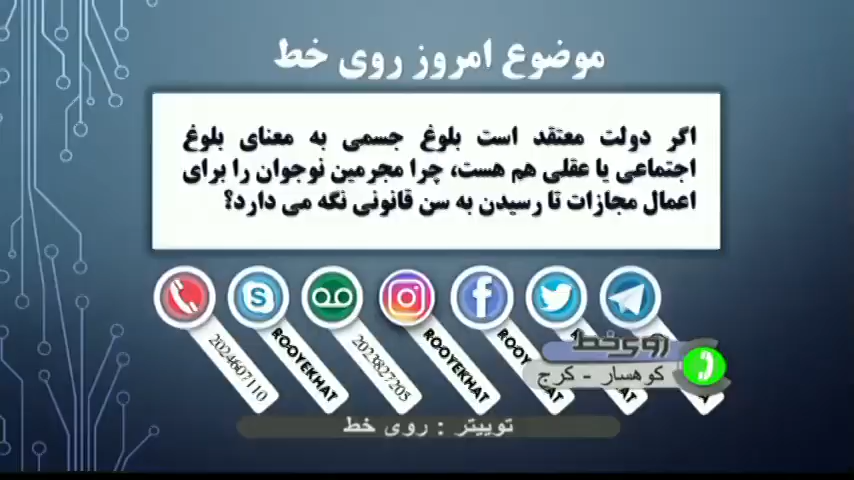 موضوع امروز روی خط
اگر دولت معتقد است بلوغ جسمی به معنای بلوغ
اجتماعی یا عقلی هم هست، چرا مجرمین نوجوان را برای
اعمال مجازات تا رسیدن به سن قانونی نگه می دارد؟
2024607110
ROOYEKHAT
2023827205
ROOYEKHAT
روی خط
کوهسار - کرج
توییتر : روی خط